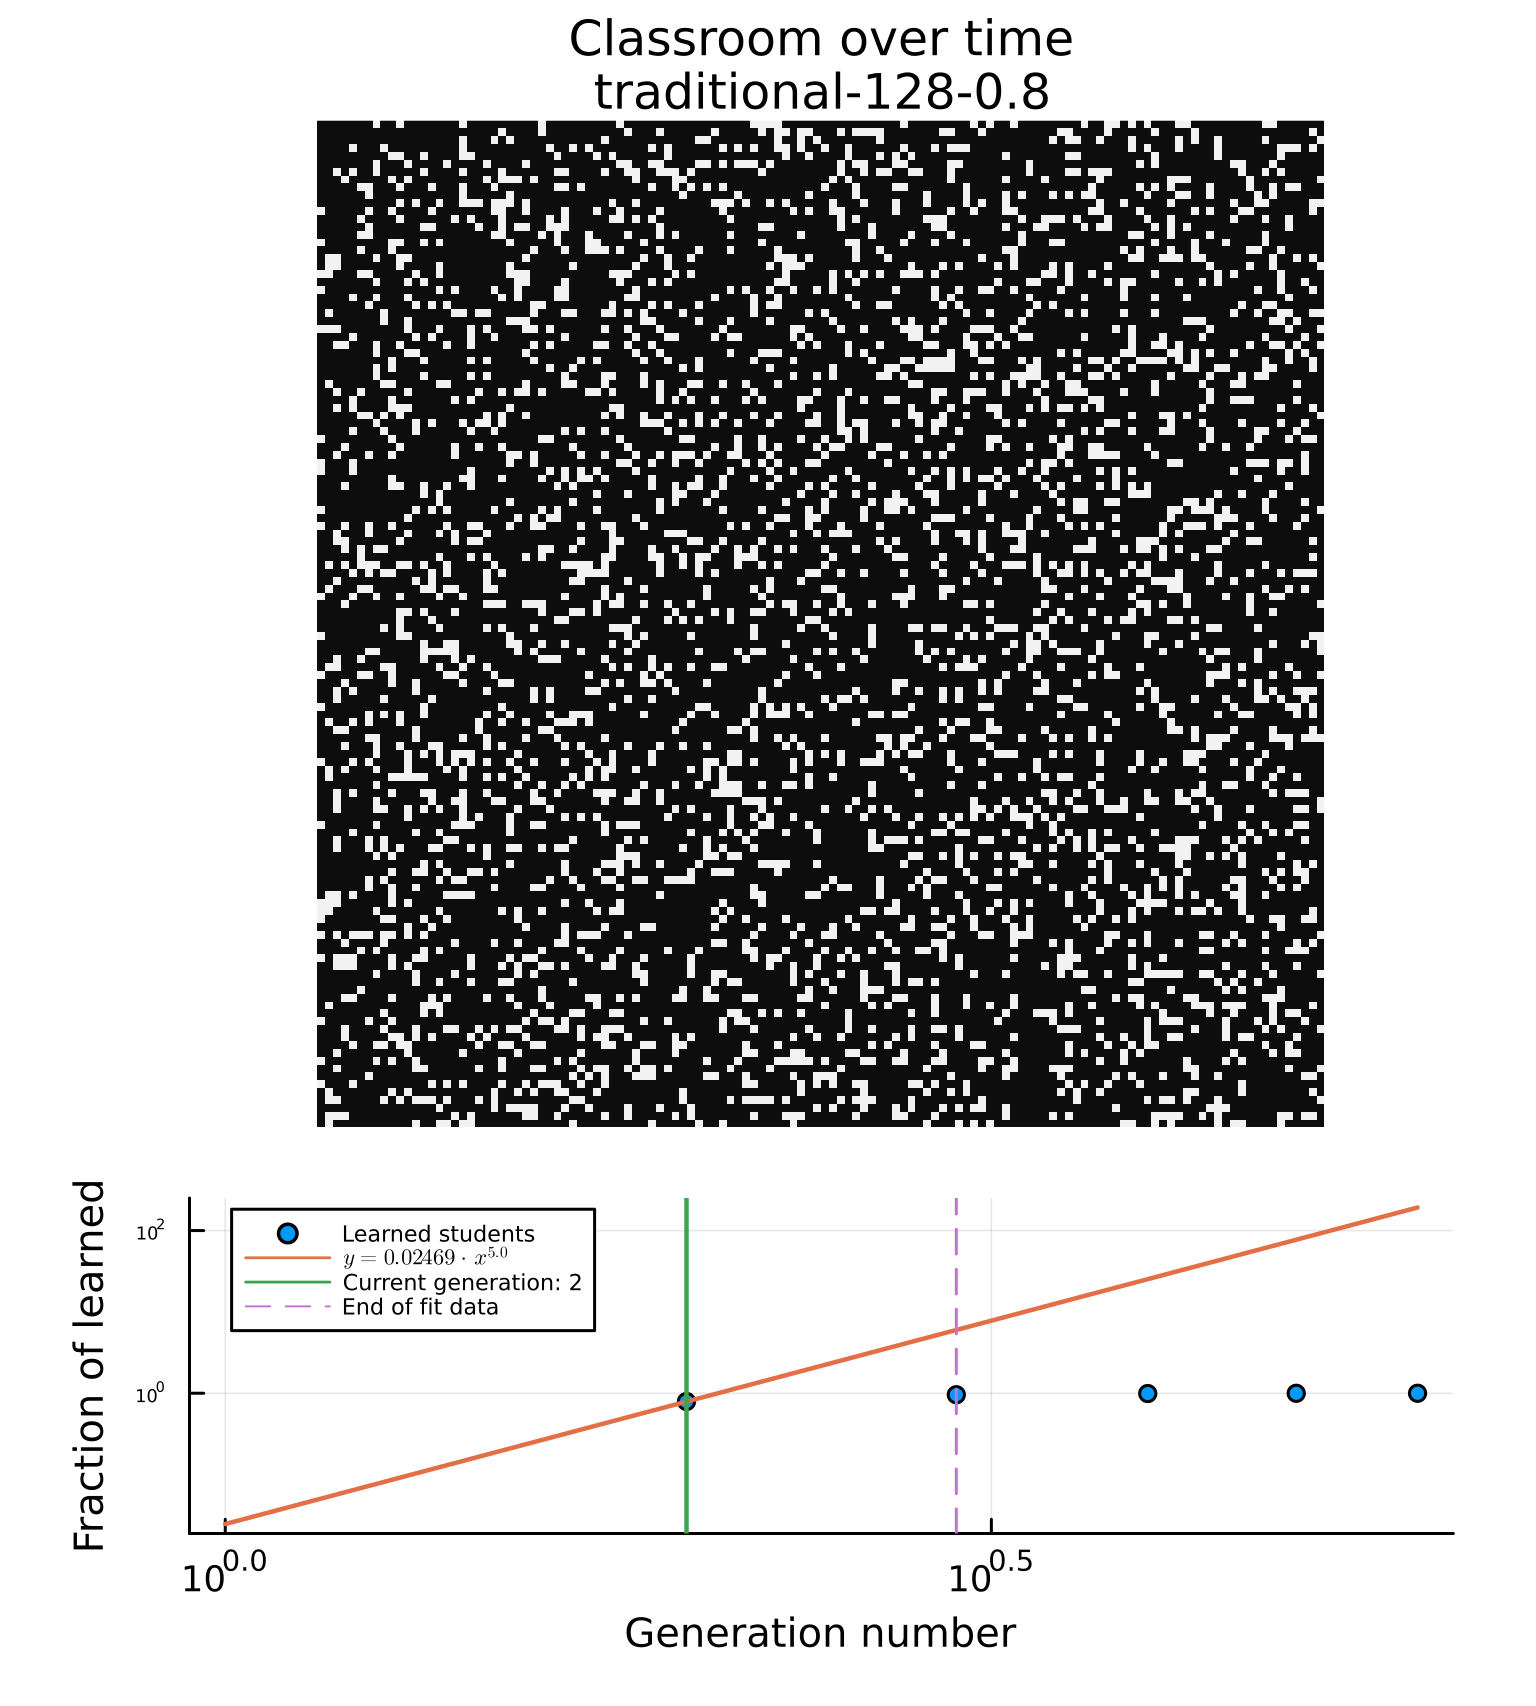 Classroom over time
traditional-128-0.8
Fraction of learned
10^2
10^0
Learned students
y = 0.02469 · x^5.0
Current generation: 2
End of fit data
10^0.0
10^0.5
Generation number